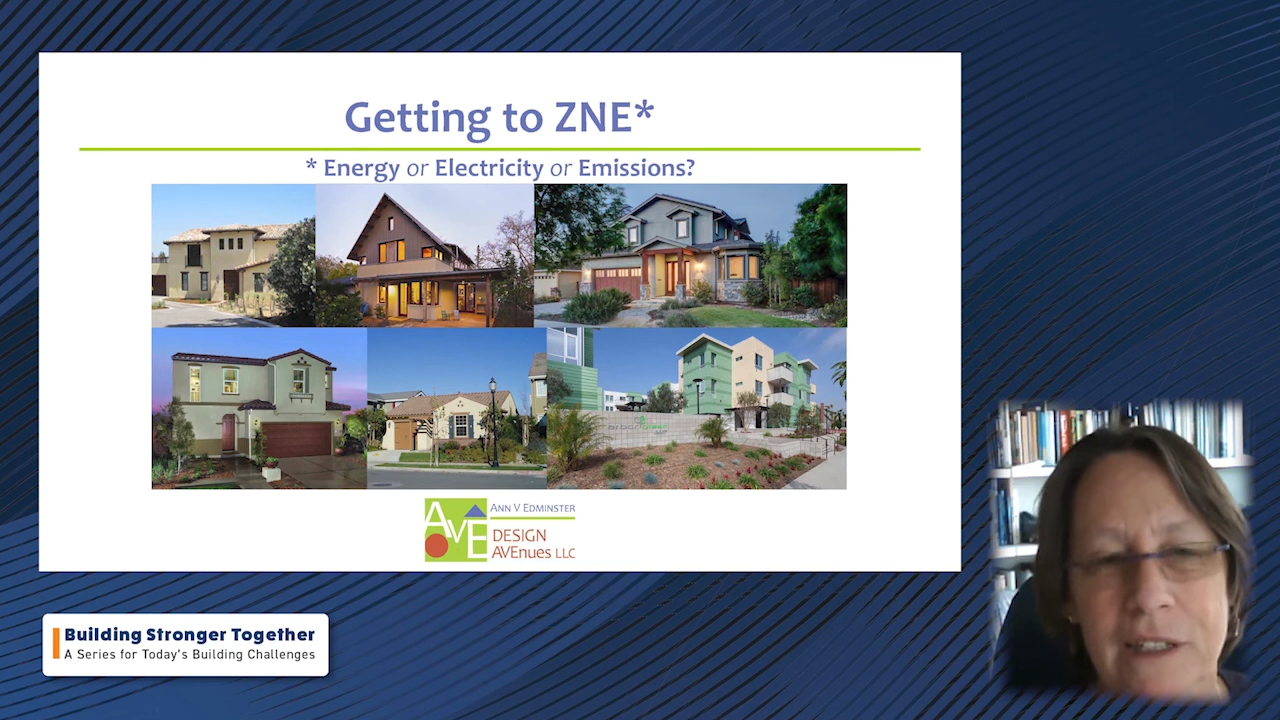 Getting to ZNE*
* Energy or Electricity or Emissions?
AVE
ANN V EDMINSTER
DESIGN
AVEnues LLC
Building Stronger Together
A Series for Today's Building Challenges